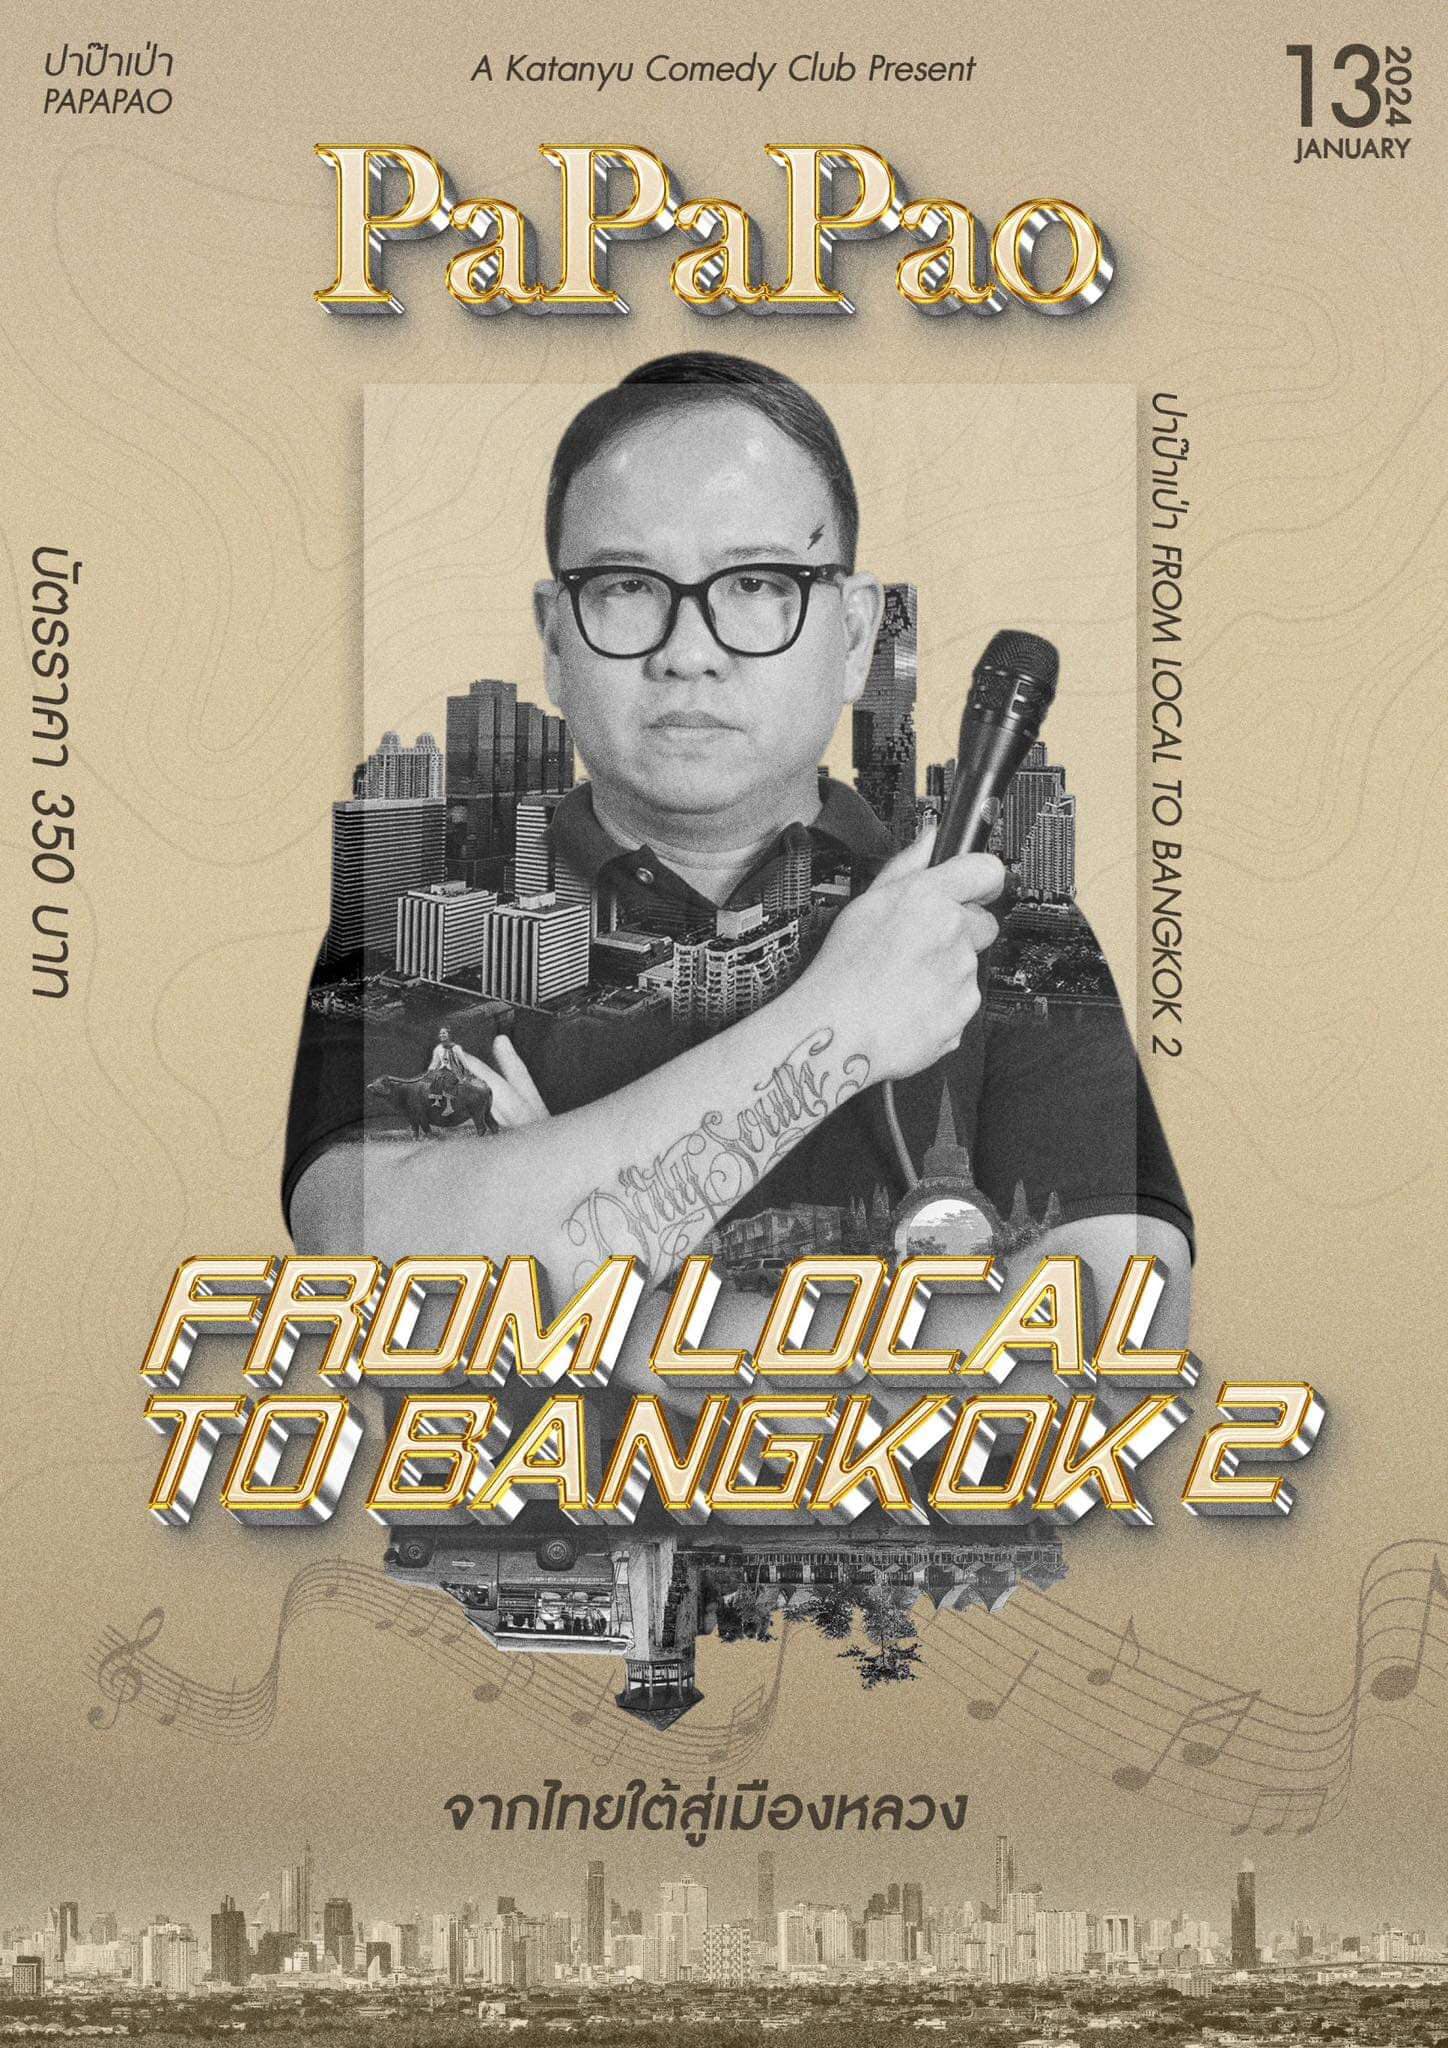 ปาป๊าเป่า
PAPAPAO
A Katanyu Comedy Club Present
13
2024
JANUARY
PaPaPao
ปาป๊าเป่า FROM LOCAL TO BANGKOK 2
บัตรราคา 350 บาท
Dirty South
FROM LOCAL
TO BANGKOK 2
จากไทยใต้สู่เมืองหลวง